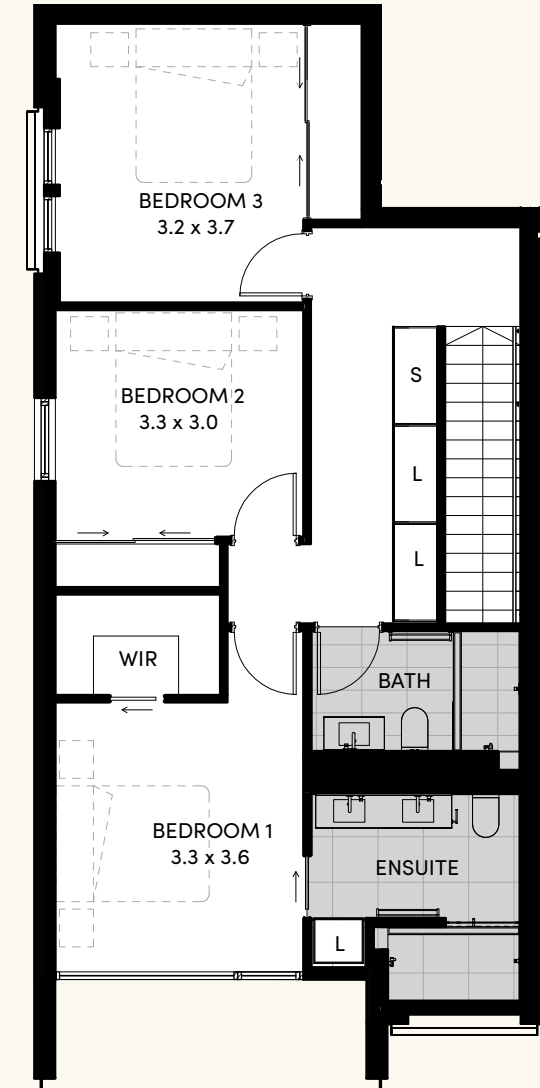 BEDROOM 3
3.2 x 3.7
BEDROOM 2
3.3 x 3.0
S
L
L
WIR
BATH
BEDROOM 1
3.3 x 3.6
ENSUITE
L